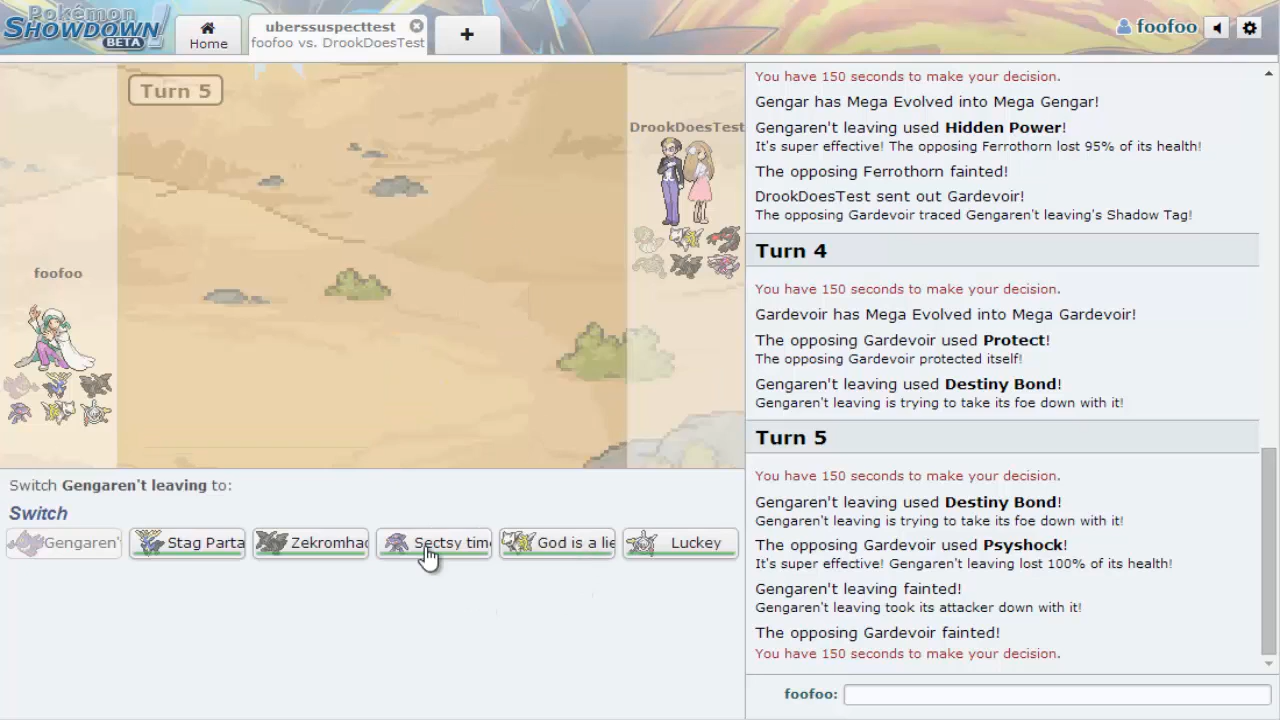 Pokémon
SHOWDOWN!
BETA
Home
uberssuspecttest
foofoo vs. DrookDoesTest
+
foofoo
Turn 5
DrookDoesTest
foofoo
Switch Gengaren't leaving to:
Switch
Gengaren'
Stag Parta
Zekromhac
Sectsy time
God is a lie
Luckey
You have 150 seconds to make your decision.
Gengar has Mega Evolved into Mega Gengar!
Gengaren't leaving used Hidden Power!
It's super effective! The opposing Ferrothorn lost 95% of its health!
The opposing Ferrothorn fainted!
DrookDoesTest sent out Gardevoir!
The opposing Gardevoir traced Gengaren't leaving's Shadow Tag!
Turn 4
You have 150 seconds to make your decision.
Gardevoir has Mega Evolved into Mega Gardevoir!
The opposing Gardevoir used Protect!
The opposing Gardevoir protected itself!
Gengaren't leaving used Destiny Bond!
Gengaren't leaving is trying to take its foe down with it!
Turn 5
You have 150 seconds to make your decision.
Gengaren't leaving used Destiny Bond!
Gengaren't leaving is trying to take its foe down with it!
The opposing Gardevoir used Psyshock!
It's super effective! Gengaren't leaving lost 100% of its health!
Gengaren't leaving fainted!
Gengaren't leaving took its attacker down with it!
The opposing Gardevoir fainted!
You have 150 seconds to make your decision.
foofoo: